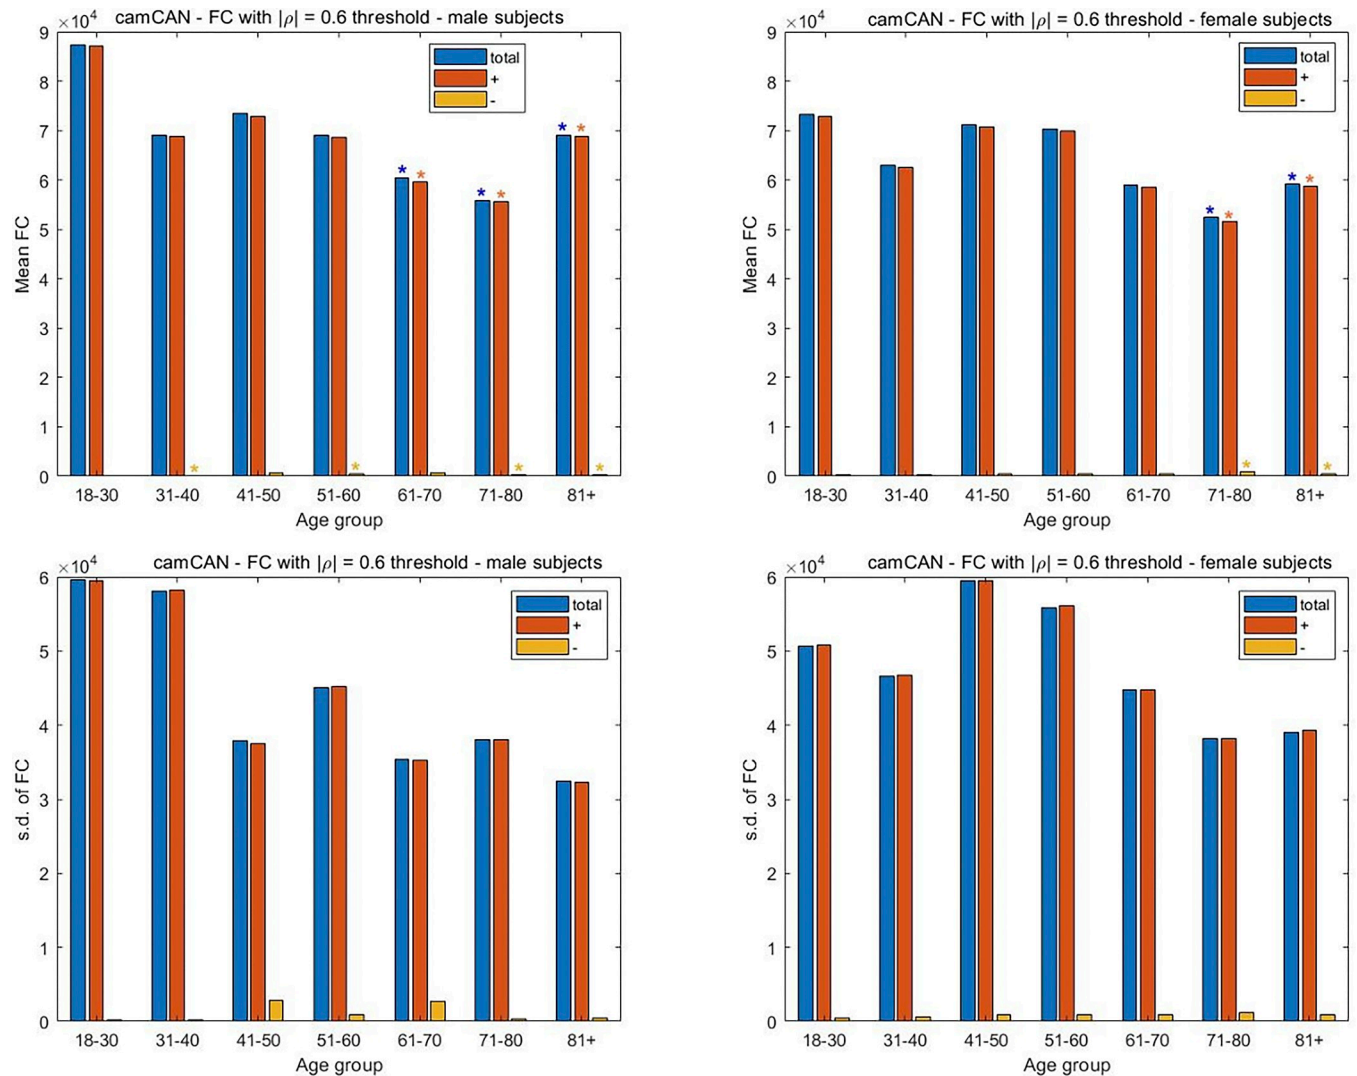 camCAN - FC with |ρ| = 0.6 threshold - male subjects
×10⁴
9
8
7
6
5
4
3
2
1
0
Mean FC
total
+
-
* *
* *
* *
* * * *
18-30 31-40 41-50 51-60 61-70 71-80 81+
Age group
camCAN - FC with |ρ| = 0.6 threshold - female subjects
×10⁴
9
8
7
6
5
4
3
2
1
0
Mean FC
total
+
-
* *
* *
* *
18-30 31-40 41-50 51-60 61-70 71-80 81+
Age group
camCAN - FC with |ρ| = 0.6 threshold - male subjects
×10⁴
6
5
4
3
2
1
0
s.d. of FC
total
+
-
18-30 31-40 41-50 51-60 61-70 71-80 81+
Age group
camCAN - FC with |ρ| = 0.6 threshold - female subjects
×10⁴
6
5
4
3
2
1
0
s.d. of FC
total
+
-
18-30 31-40 41-50 51-60 61-70 71-80 81+
Age group